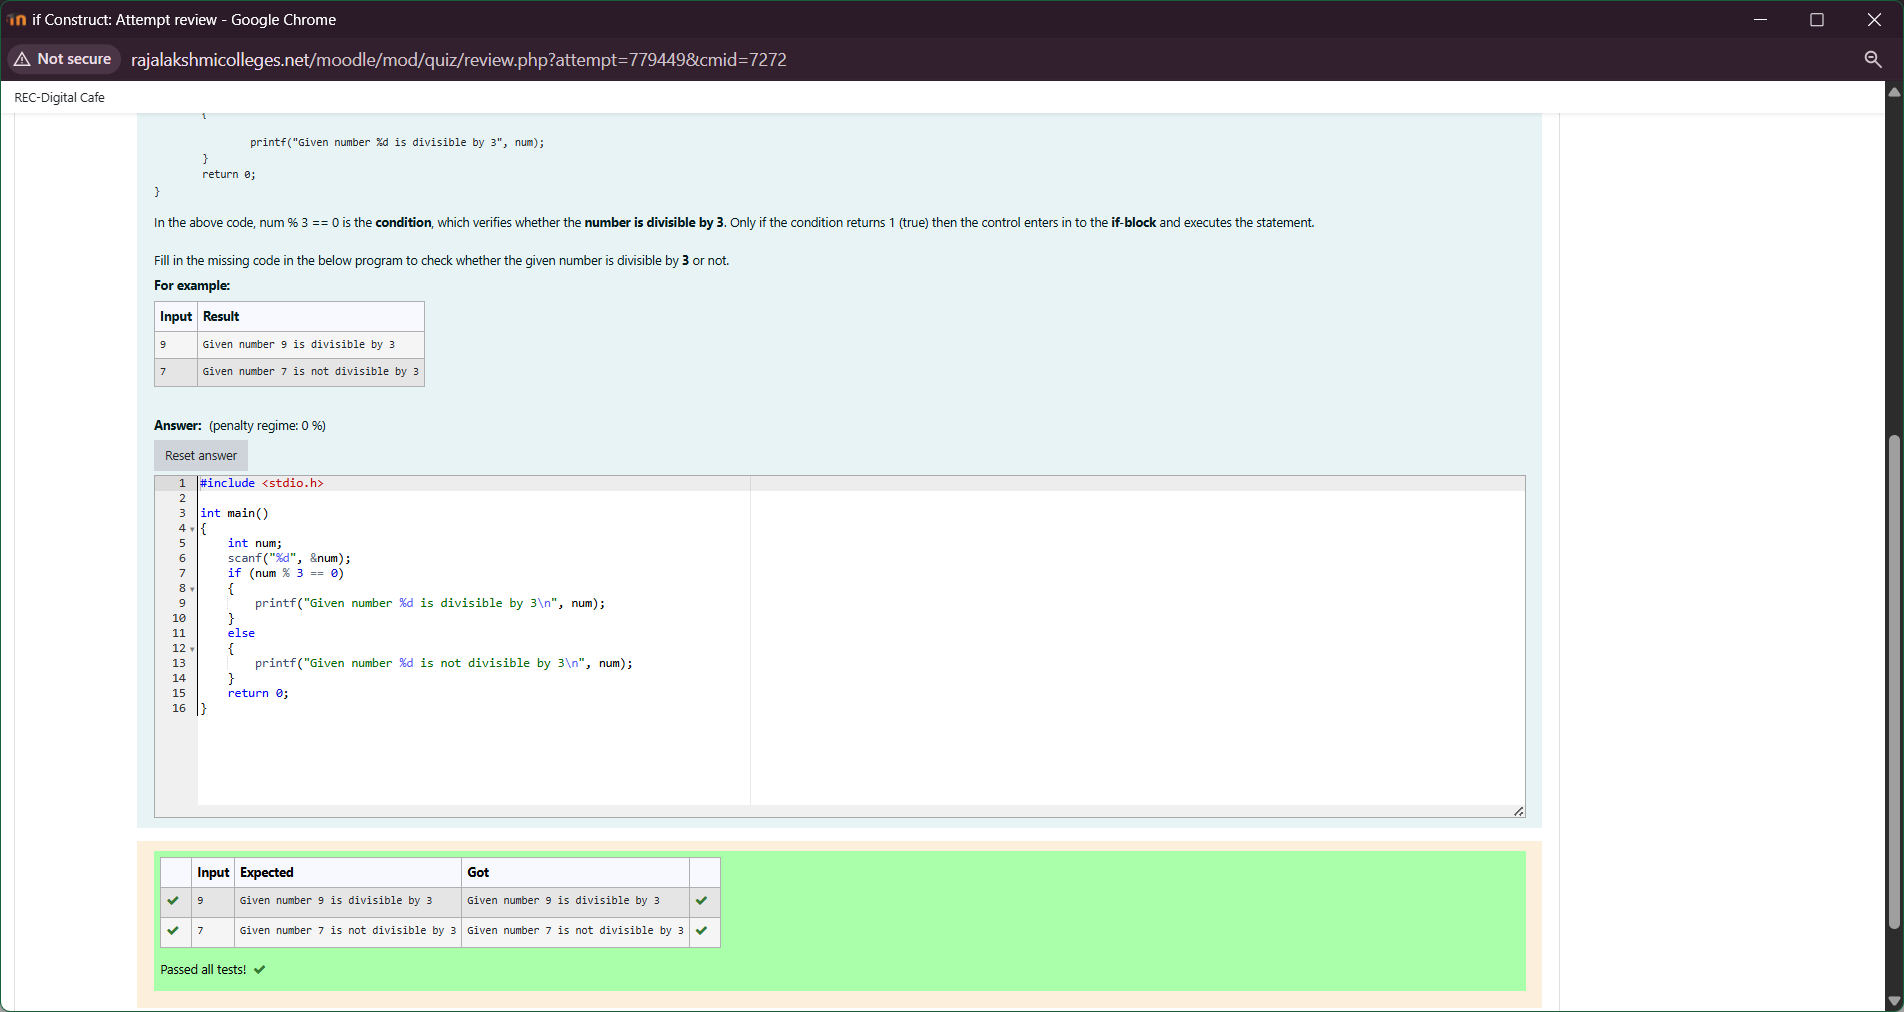 if Construct: Attempt review - Google Chrome
Not secure rajalakshmicolleges.net/moodle/mod/quiz/review.php?attempt=779449&cmid=7272
REC-Digital Cafe
{
printf("Given number %d is divisible by 3", num);
}
return 0;
}
In the above code, num % 3 == 0 is the condition, which verifies whether the number is divisible by 3. Only if the condition returns 1 (true) then the control enters in to the if-block and executes the statement.
Fill in the missing code in the below program to check whether the given number is divisible by 3 or not.
For example:
Input Result
9 Given number 9 is divisible by 3
7 Given number 7 is not divisible by 3
Answer: (penalty regime: 0 %)
Reset answer
1 #include <stdio.h>
2
3 int main()
4 {
5 int num;
6 scanf("%d", &num);
7 if (num % 3 == 0)
8 {
9 printf("Given number %d is divisible by 3\n", num);
10 }
11 else
12 {
13 printf("Given number %d is not divisible by 3\n", num);
14 }
15 return 0;
16 }
Input Expected Got
9 Given number 9 is divisible by 3 Given number 9 is divisible by 3
7 Given number 7 is not divisible by 3 Given number 7 is not divisible by 3
Passed all tests!